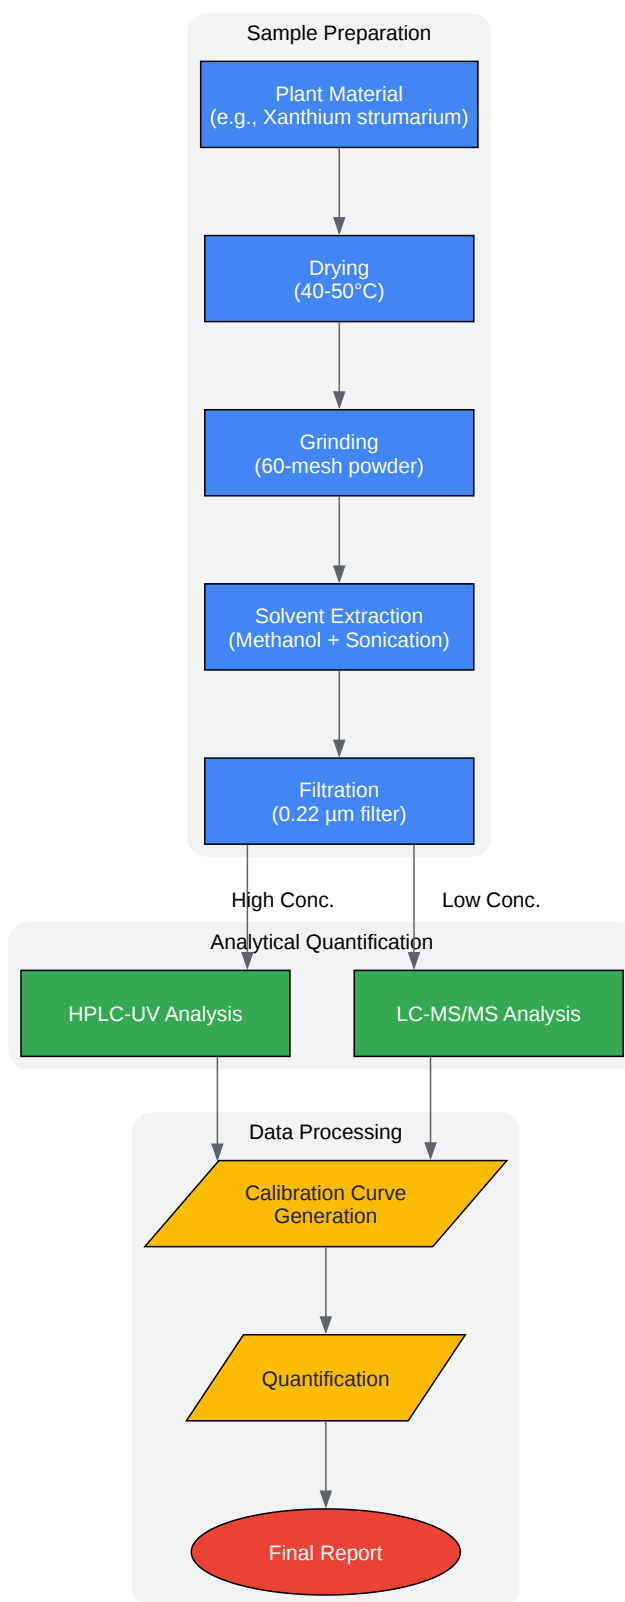 Sample Preparation
Plant Material
(e.g., Xanthium strumarium)
Drying
(40-50°C)
Grinding
(60-mesh powder)
Solvent Extraction
(Methanol + Sonication)
Filtration
(0.22 µm filter)
High Conc.
Low Conc.
Analytical Quantification
HPLC-UV Analysis
LC-MS/MS Analysis
Data Processing
Calibration Curve
Generation
Quantification
Final Report